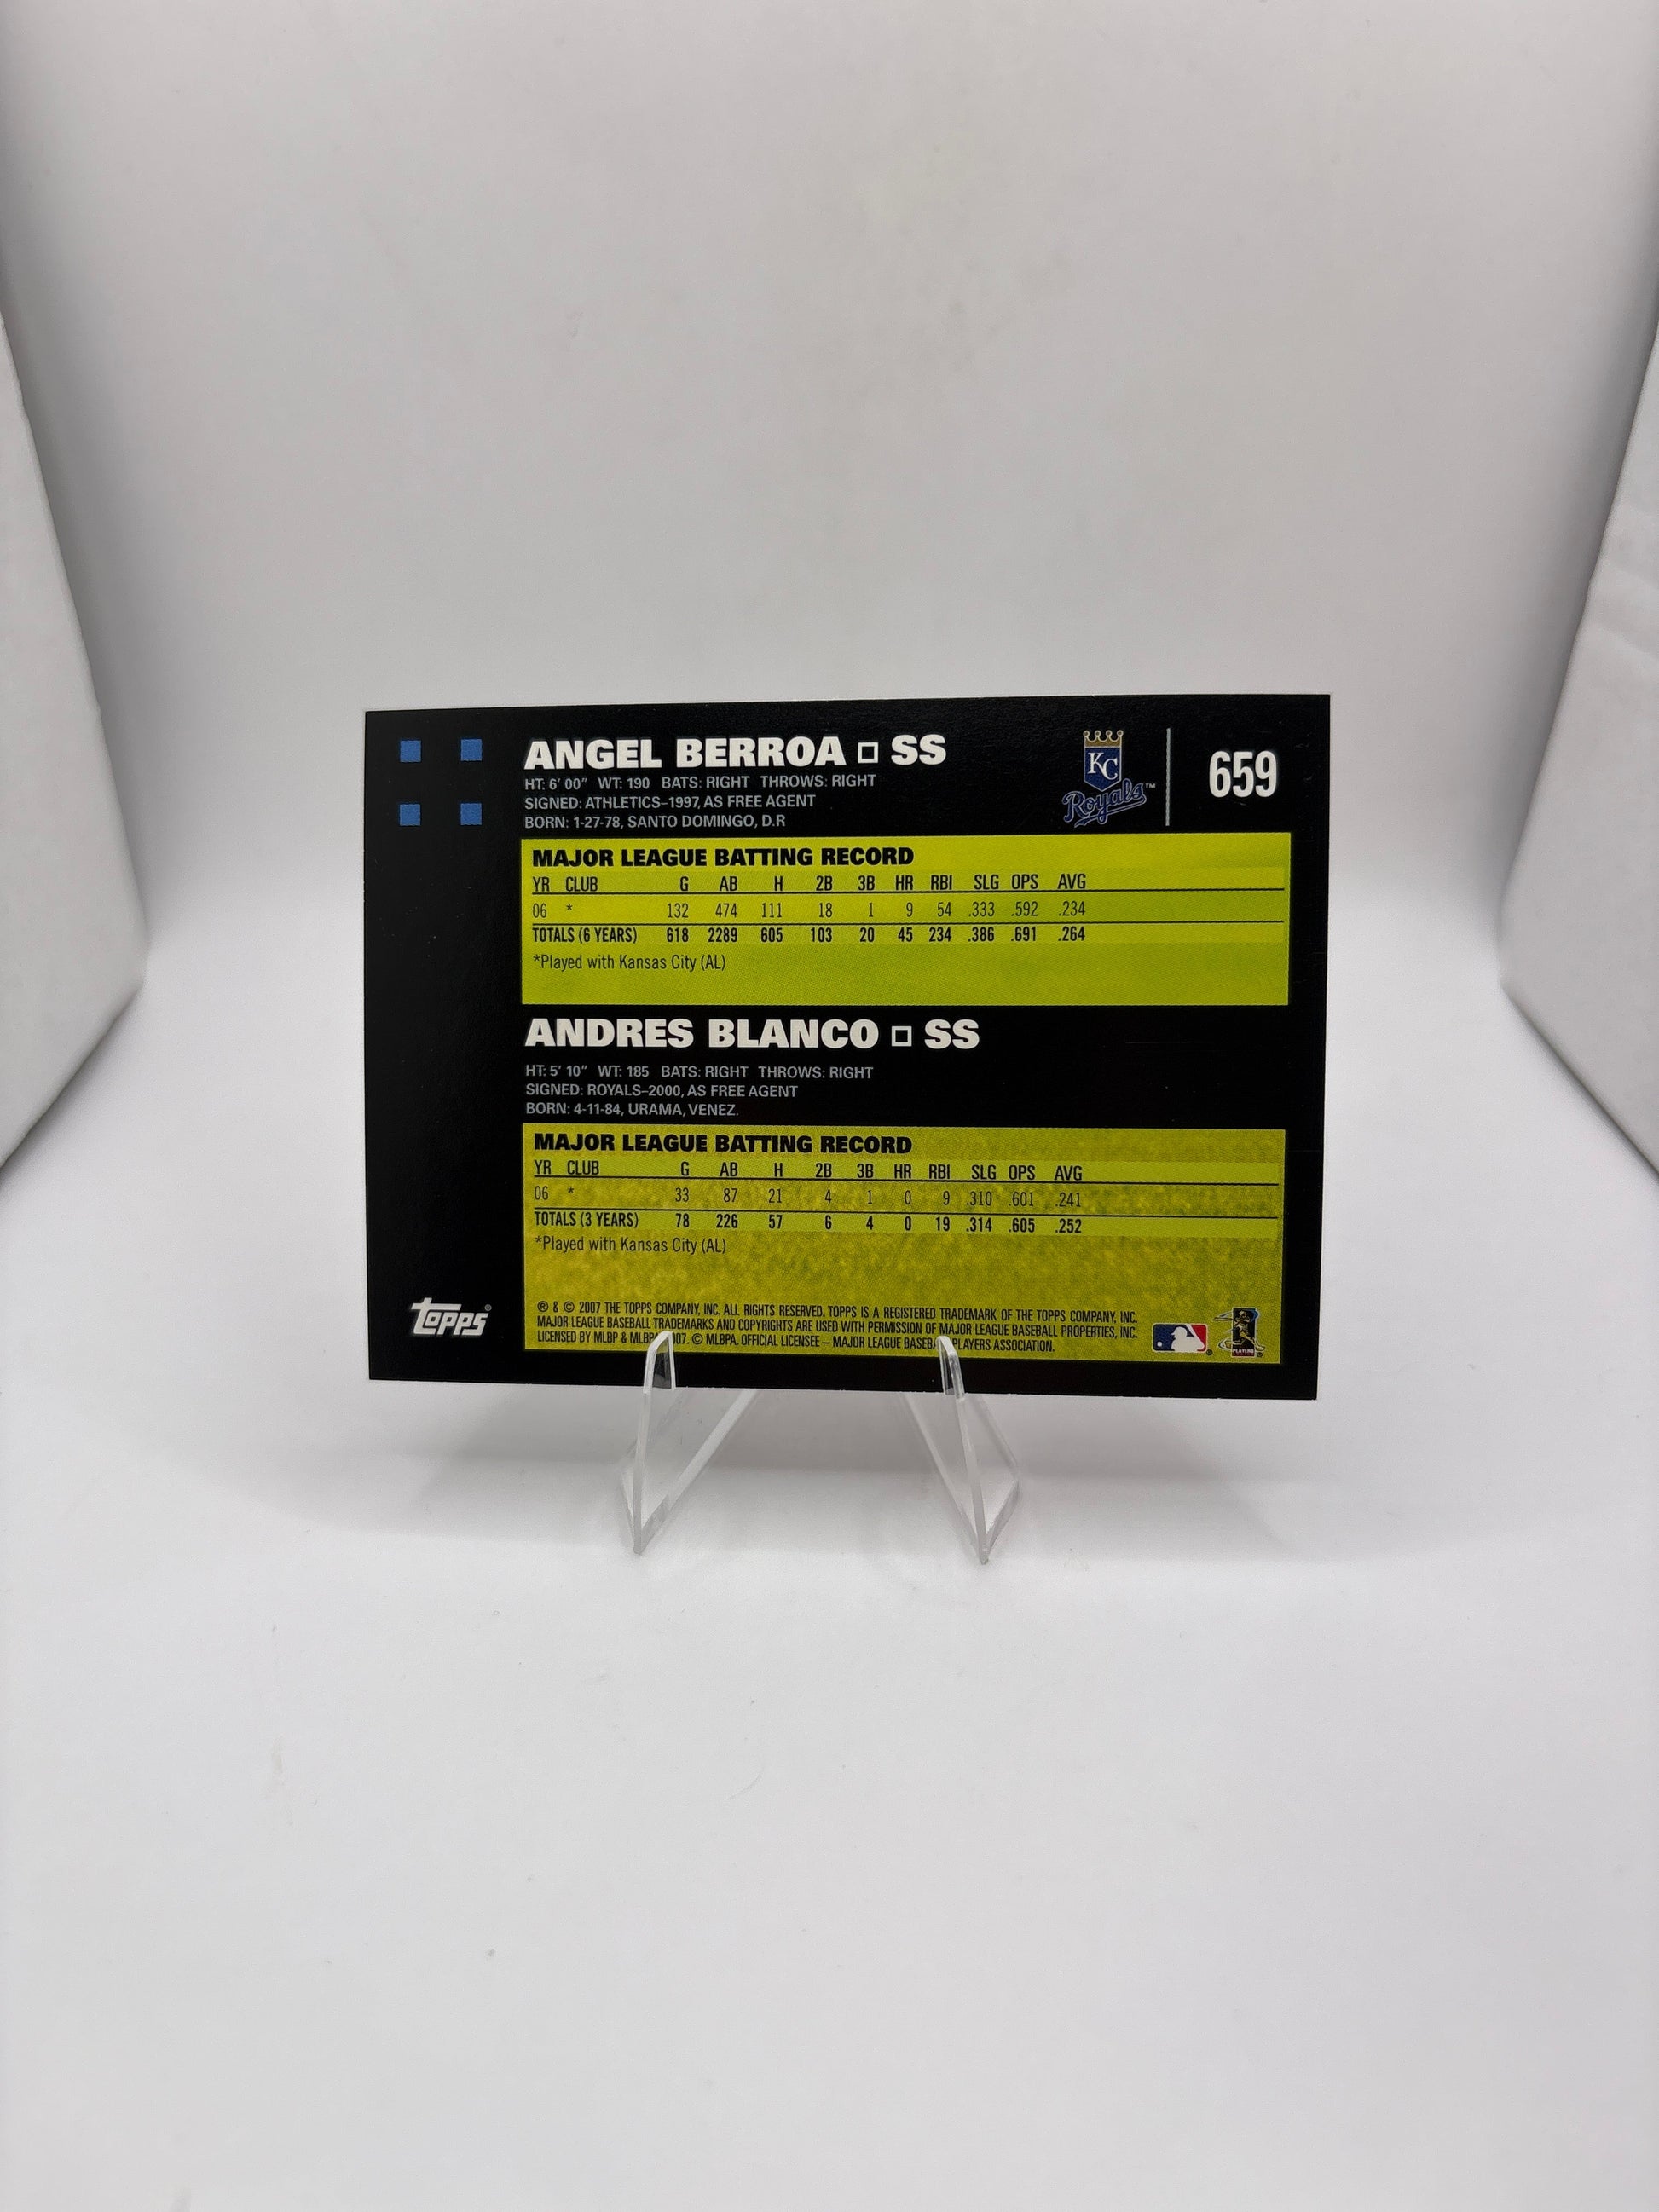 ANGEL BERROA □ SS
HT: 6' 00" WT: 190 BATS: RIGHT THROWS: RIGHT
SIGNED: ATHLETICS–1997, AS FREE AGENT
BORN: 1-27-78, SANTO DOMINGO, D.R
KC
Royals™
659
MAJOR LEAGUE BATTING RECORD
YR CLUB G AB H 2B 3B HR RBI SLG OPS AVG
06 * 132 474 111 18 1 9 54 .333 .592 .234
TOTALS (6 YEARS) 618 2289 605 103 20 45 234 .386 .691 .264
*Played with Kansas City (AL)
ANDRES BLANCO □ SS
HT: 5' 10" WT: 185 BATS: RIGHT THROWS: RIGHT
SIGNED: ROYALS–2000, AS FREE AGENT
BORN: 4-11-84, URAMA, VENEZ.
MAJOR LEAGUE BATTING RECORD
YR CLUB G AB H 2B 3B HR RBI SLG OPS AVG
06 * 33 87 21 4 1 0 9 .310 .601 .241
TOTALS (3 YEARS) 78 226 57 6 4 0 19 .314 .605 .252
*Played with Kansas City (AL)
Topps®
® & © 2007 THE TOPPS COMPANY, INC. ALL RIGHTS RESERVED. TOPPS IS A REGISTERED TRADEMARK OF THE TOPPS COMPANY, INC.
MAJOR LEAGUE BASEBALL TRADEMARKS AND COPYRIGHTS ARE USED WITH PERMISSION OF MAJOR LEAGUE BASEBALL PROPERTIES, INC.
LICENSED BY MLBP & © MLBPA. OFFICIAL LICENSEE – MAJOR LEAGUE PLAYERS ASSOCIATION.
PLAYERS